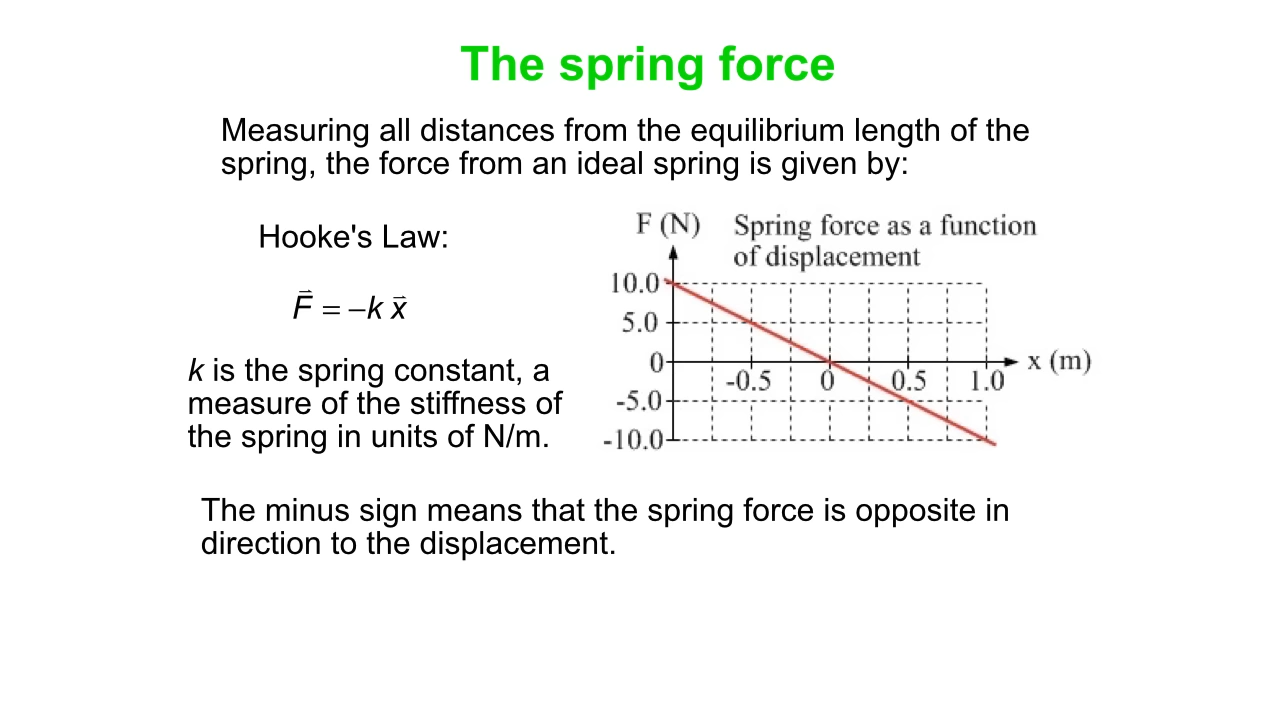 The spring force
Measuring all distances from the equilibrium length of the
spring, the force from an ideal spring is given by:
Hooke's Law:
F⃗ = –k x⃗
k is the spring constant, a
measure of the stiffness of
the spring in units of N/m.
F (N)
Spring force as a function
of displacement
10.0
5.0
0
-5.0
-10.0
-0.5 0 0.5 1.0
x (m)
The minus sign means that the spring force is opposite in
direction to the displacement.